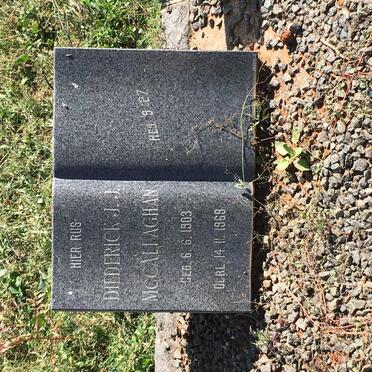 HIER RUS
DIEDERICK J. J.
MCCALLAGHAN
GEB. 6. 6. 1903
OORL. 14. 11. 1969
HEB. 9: 27.